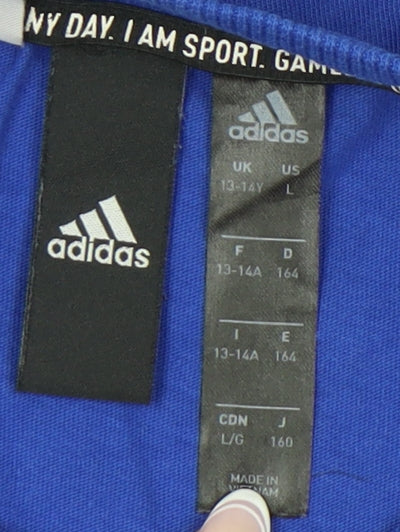 NY DAY. I AM SPORT. GAM
adidas
adidas
UK US
13-14Y L
F D
13-14A 164
I E
13-14A 164
CDN J
L/G 160
MADE IN
VIETNAM